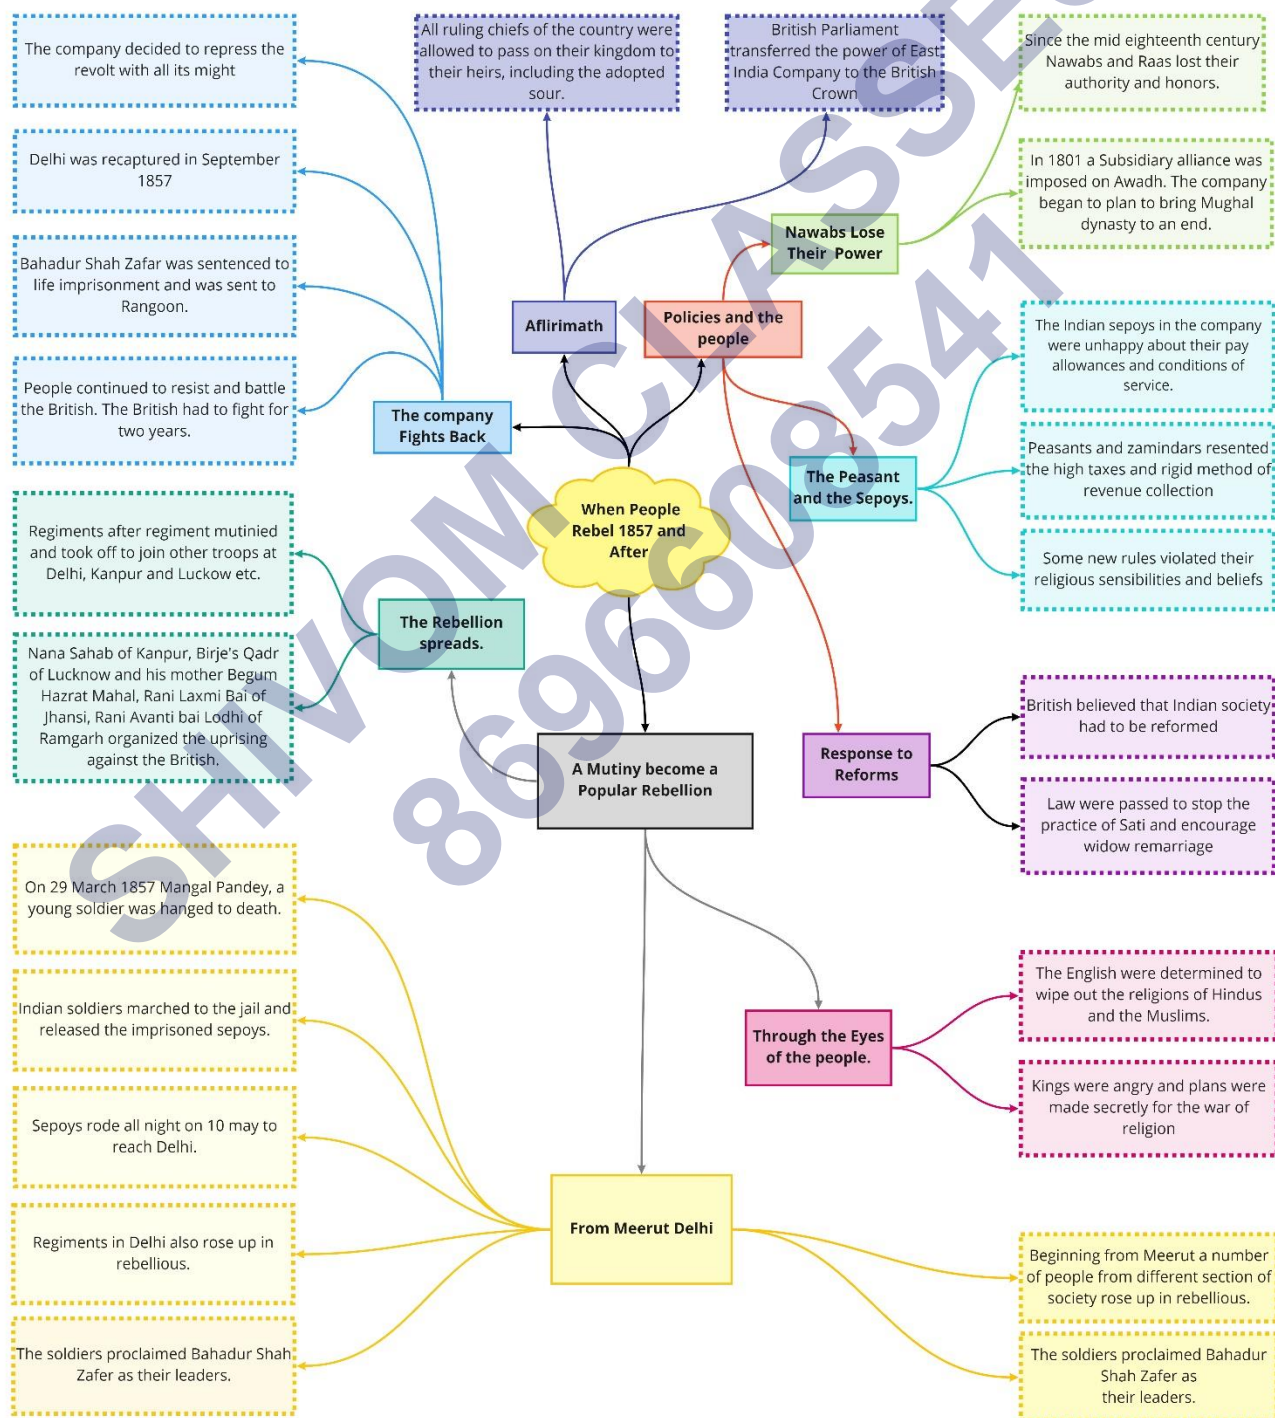 The company decided to repress the
revolt with all its might
Delhi was recaptured in September
1857
Bahadur Shah Zafar was sentenced to
life imprisonment and was sent to
Rangoon.
People continued to resist and battle
the British. The British had to fight for
two years.
The company
Fights Back
All ruling chiefs of the country were
allowed to pass on their kingdom to
their heirs, including the adopted
sour.
British Parliament
transferred the power of East
India Company to the British
Crown
Aflirimath
Policies and the
people
Nawabs Lose
Their Power
Since the mid eighteenth century
Nawabs and Raas lost their
authority and honors.
In 1801 a Subsidiary alliance was
imposed on Awadh. The company
began to plan to bring Mughal
dynasty to an end.
The Peasant
and the Sepoys.
The Indian sepoys in the company
were unhappy about their pay
allowances and conditions of
service.
Peasants and zamindars resented
the high taxes and rigid method of
revenue collection
Some new rules violated their
religious sensibilities and beliefs
When People
Rebel 1857 and
After
Regiments after regiment mutinied
and took off to join other troops at
Delhi, Kanpur and Luckow etc.
Nana Sahab of Kanpur, Birje's Qadr
of Lucknow and his mother Begum
Hazrat Mahal, Rani Laxmi Bai of
Jhansi, Rani Avanti bai Lodhi of
Ramgarh organized the uprising
against the British.
The Rebellion
spreads.
A Mutiny become a
Popular Rebellion
Response to
Reforms
British believed that Indian society
had to be reformed
Law were passed to stop the
practice of Sati and encourage
widow remarriage
Through the Eyes
of the people.
The English were determined to
wipe out the religions of Hindus
and the Muslims.
Kings were angry and plans were
made secretly for the war of
religion
On 29 March 1857 Mangal Pandey, a
young soldier was hanged to death.
Indian soldiers marched to the jail and
released the imprisoned sepoys.
Sepoys rode all night on 10 may to
reach Delhi.
Regiments in Delhi also rose up in
rebellious.
The soldiers proclaimed Bahadur Shah
Zafer as their leaders.
From Meerut Delhi
Beginning from Meerut a number
of people from different section of
society rose up in rebellious.
The soldiers proclaimed Bahadur
Shah Zafer as
their leaders.
SHIVOM CLASSES
8696608541